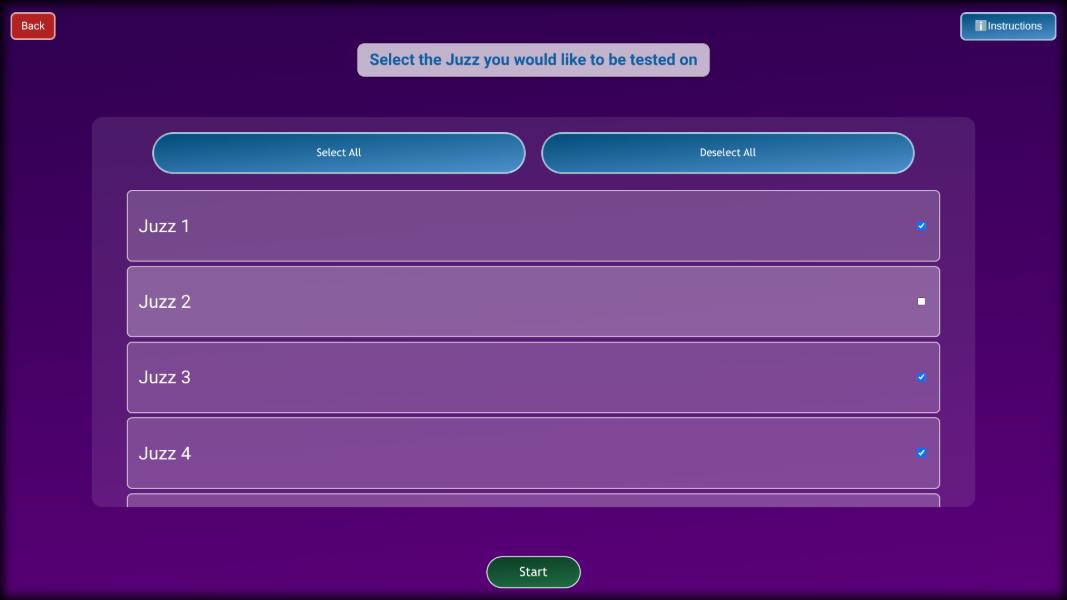 Back
ℹ️Instructions
Select the Juzz you would like to be tested on
Select All
Deselect All
Juzz 1
Juzz 2
Juzz 3
Juzz 4
Start